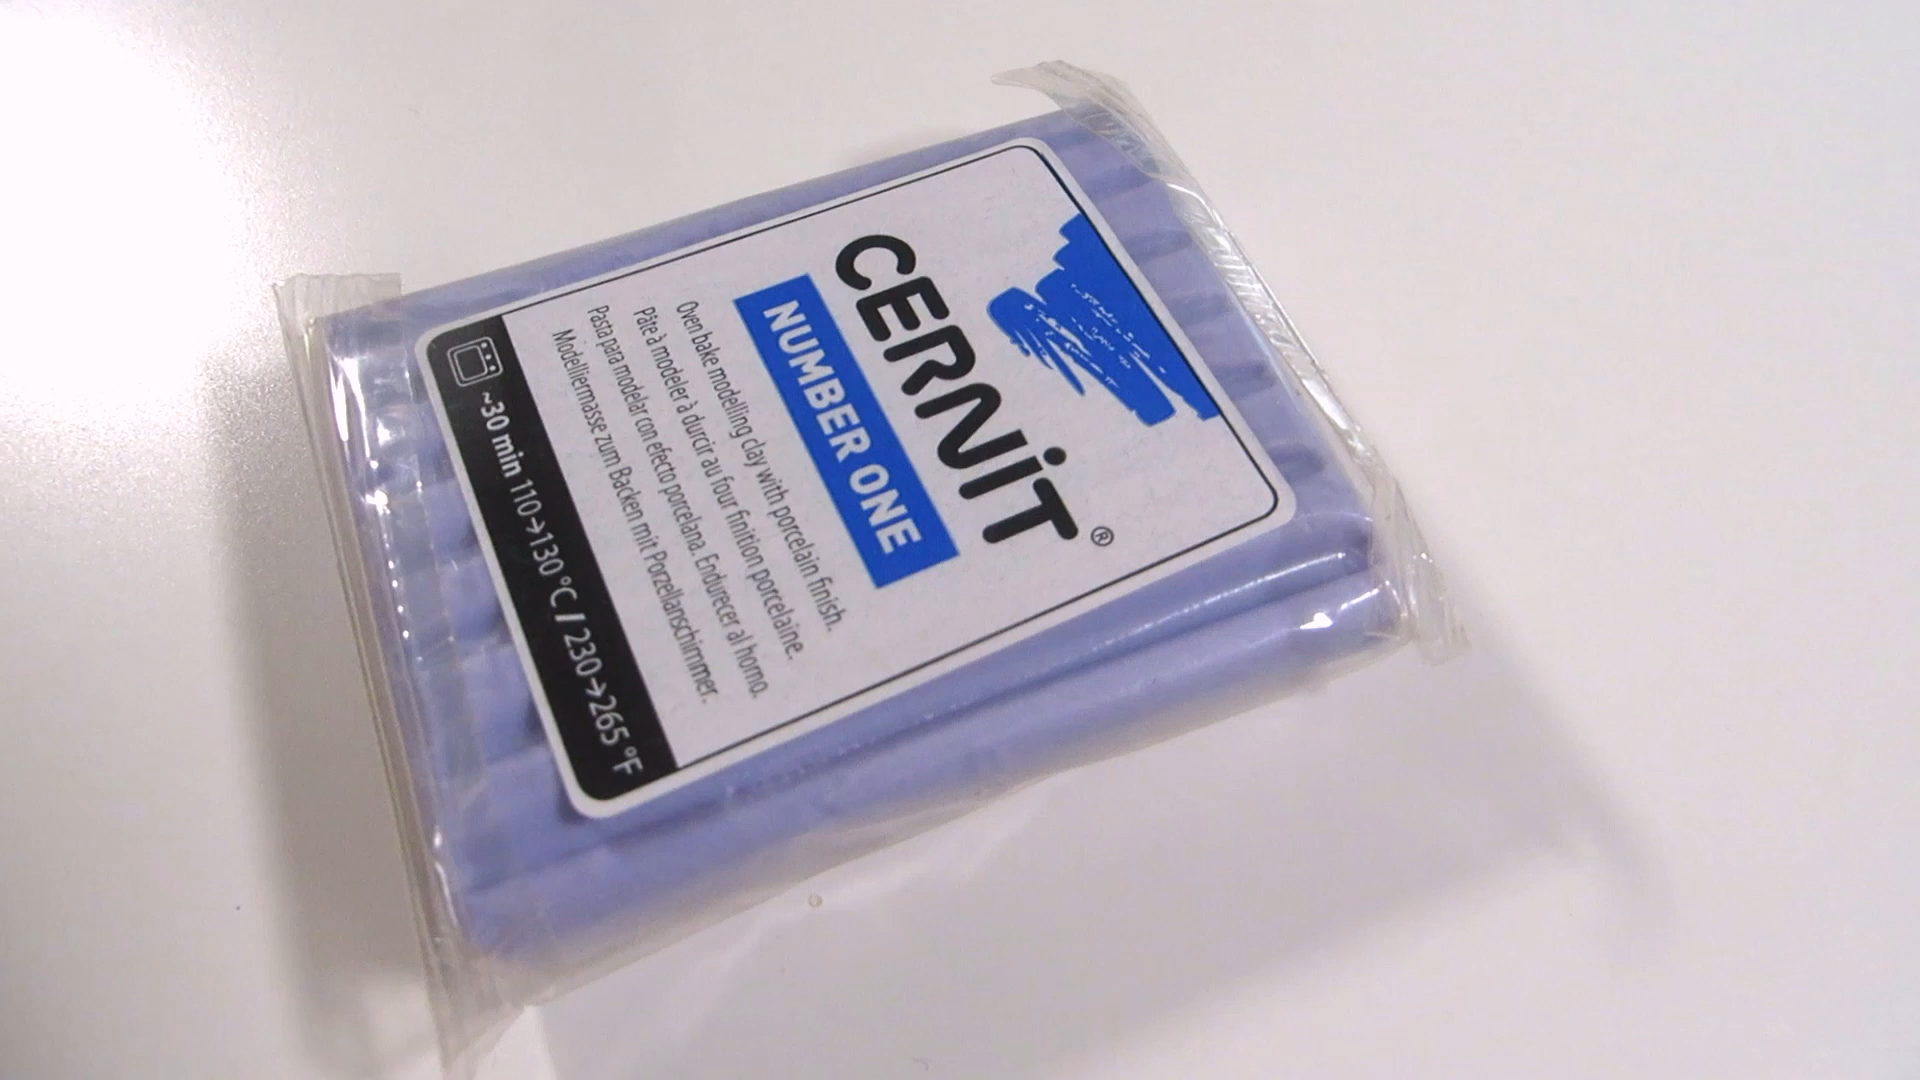 CERNiT®
NUMBER ONE
Oven bake modelling clay with porcelain finish.
Pâte à modeler à durcir au four finition porcelaine.
Pasta para modelar con efecto porcelana. Endurecer al horno.
Modelliermasse zum Backen mit Porzellanschimmer.
~30 min 110→130 °C / 230→265 °F